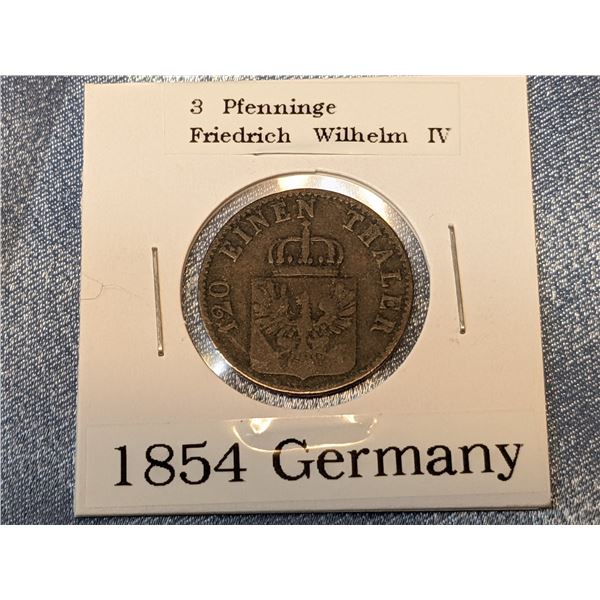 3 Pfenninge
Friedrich Wilhelm IV
120 EINEN THALER
1854 Germany